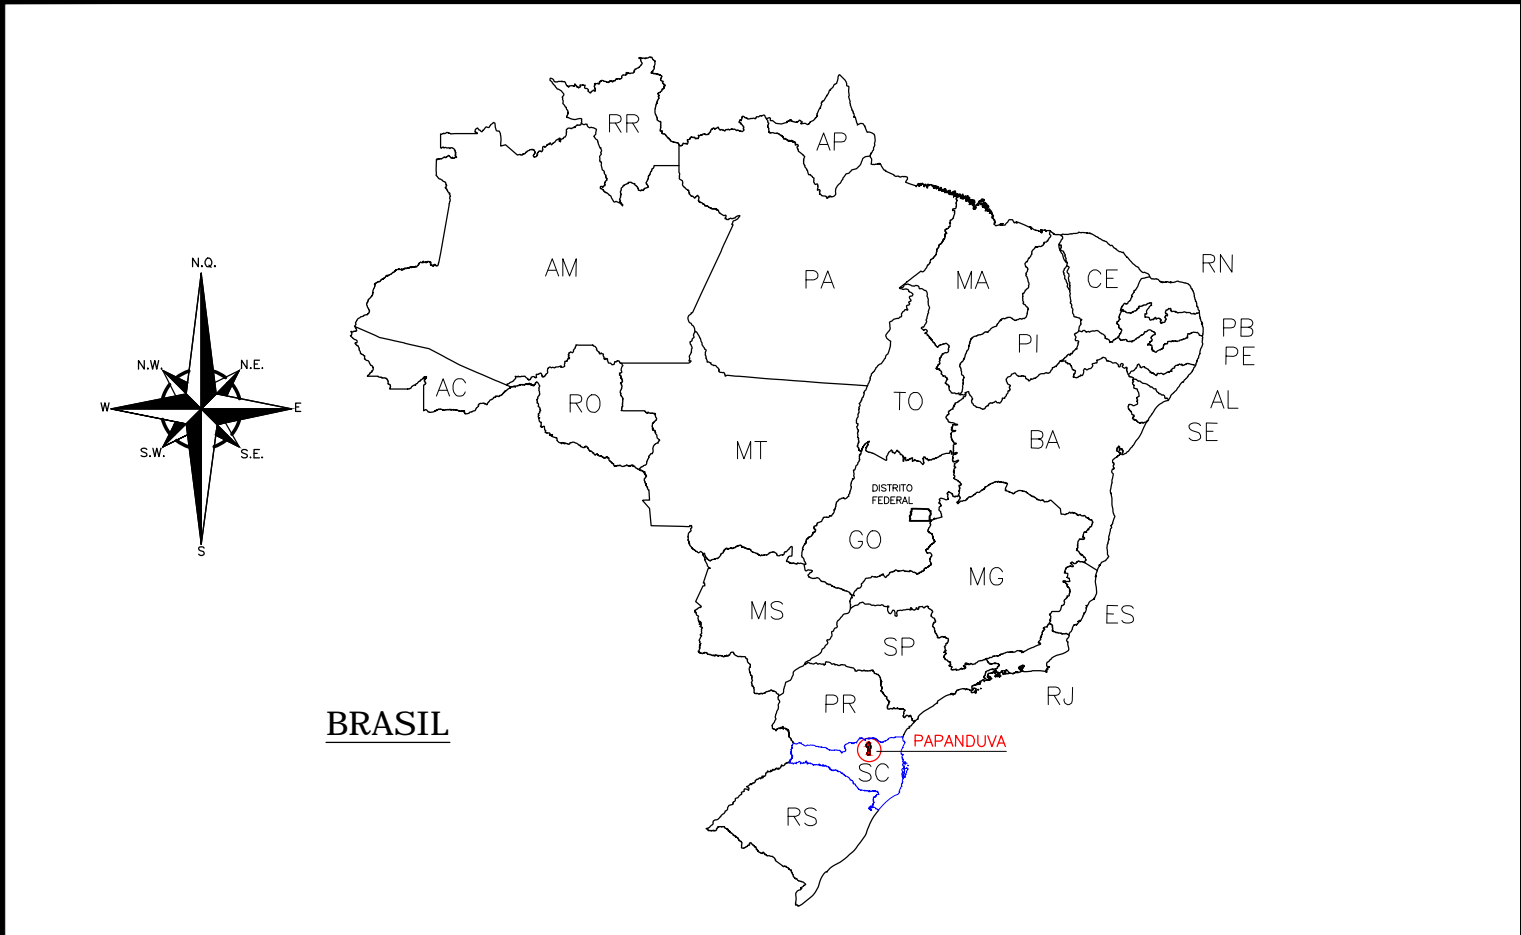 RR
AP
N.Q.
AM
PA
MA
CE
RN
PB
PI
PE
N.W.
N.E.
AC
RO
TO
AL
W
E
SE
BA
S.W.
S.E.
MT
DISTRITO
FEDERAL
GO
S
MG
MS
ES
SP
RJ
PR
BRASIL
PAPANDUVA
SC
RS